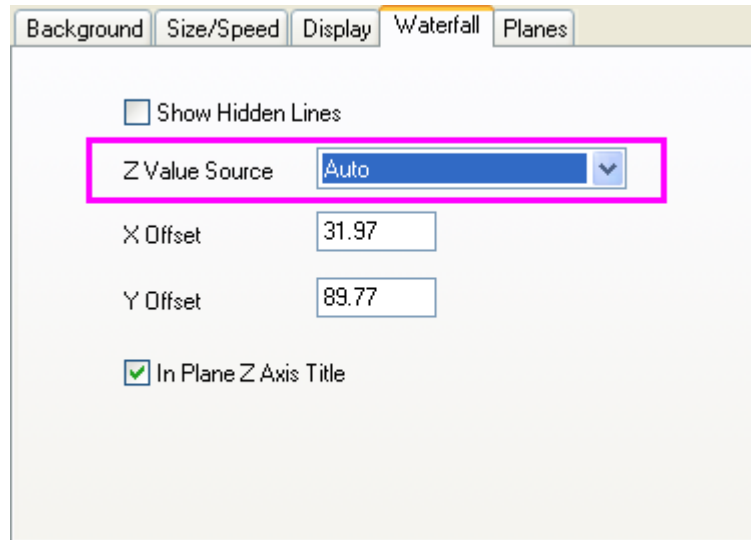 Background Size/Speed Display Waterfall Planes
Show Hidden Lines
Z Value Source Auto
X Offset 31.97
Y Offset 89.77
In Plane Z Axis Title